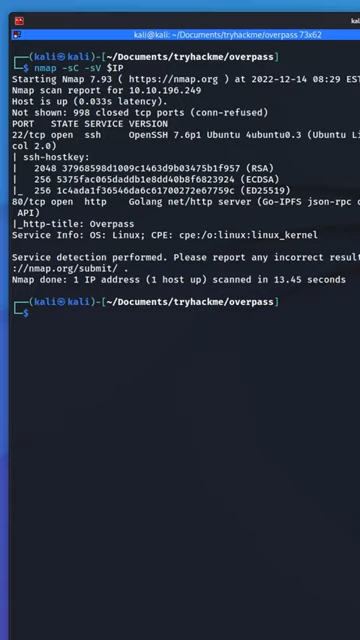 kal
kali@kali: ~/Documents/tryhackme/overpass 73x62
┌──(kali㉿kali)-[~/Documents/tryhackme/overpass]
└─$ nmap -sC -sV $IP
Starting Nmap 7.93 ( https://nmap.org ) at 2022-12-14 08:29 EST
Nmap scan report for 10.10.196.249
Host is up (0.033s latency).
Not shown: 998 closed tcp ports (conn-refused)
PORT   STATE SERVICE VERSION
22/tcp open  ssh     OpenSSH 7.6p1 Ubuntu 4ubuntu0.3 (Ubuntu Li
col 2.0)
| ssh-hostkey:
|   2048 37968598d1009c1463d9b03475b1f957 (RSA)
|   256 5375fac065daddb1e8dd40b8f6823924 (ECDSA)
|_  256 1c4ada1f36546da6c61700272e67759c (ED25519)
80/tcp open  http    Golang net/http server (Go-IPFS json-rpc o
 API)
|_http-title: Overpass
Service Info: OS: Linux; CPE: cpe:/o:linux:linux_kernel
Service detection performed. Please report any incorrect result
://nmap.org/submit/ .
Nmap done: 1 IP address (1 host up) scanned in 13.45 seconds
┌──(kali㉿kali)-[~/Documents/tryhackme/overpass]
└─$